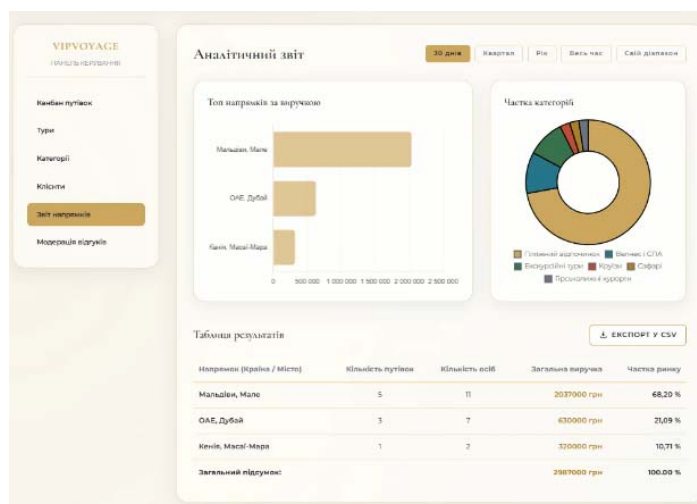 VIPVOYAGE
ПАНЕЛЬ КЕРУВАННЯ
Канбан путівок
Тури
Категорії
Клієнти
Звіт напрямків
Модерація відгуків
Аналітичний звіт
30 днів Квартал Рік Весь час Свій діапазон
Топ напрямків за виручкою
Мальдіви, Мале
ОАЕ, Дубай
Кенія, Масаї-Мара
0 500 000 1 000 000 1 500 000 2 000 000 2 500 000
Частка категорій
Пляжний відпочинок Велнес і СПА
Екскурсійні тури Круїзи Сафарі
Гірськолижні курорти
Таблиця результатів
ЕКСПОРТ У CSV
Напрямок (Країна / Місто) Кількість путівок Кількість осіб Загальна виручка Частка ринку
Мальдіви, Мале 5 11 2037000 грн 68,20 %
ОАЕ, Дубай 3 7 630000 грн 21,09 %
Кенія, Масаї-Мара 1 2 320000 грн 10,71 %
Загальний підсумок: 2987000 грн 100.00 %